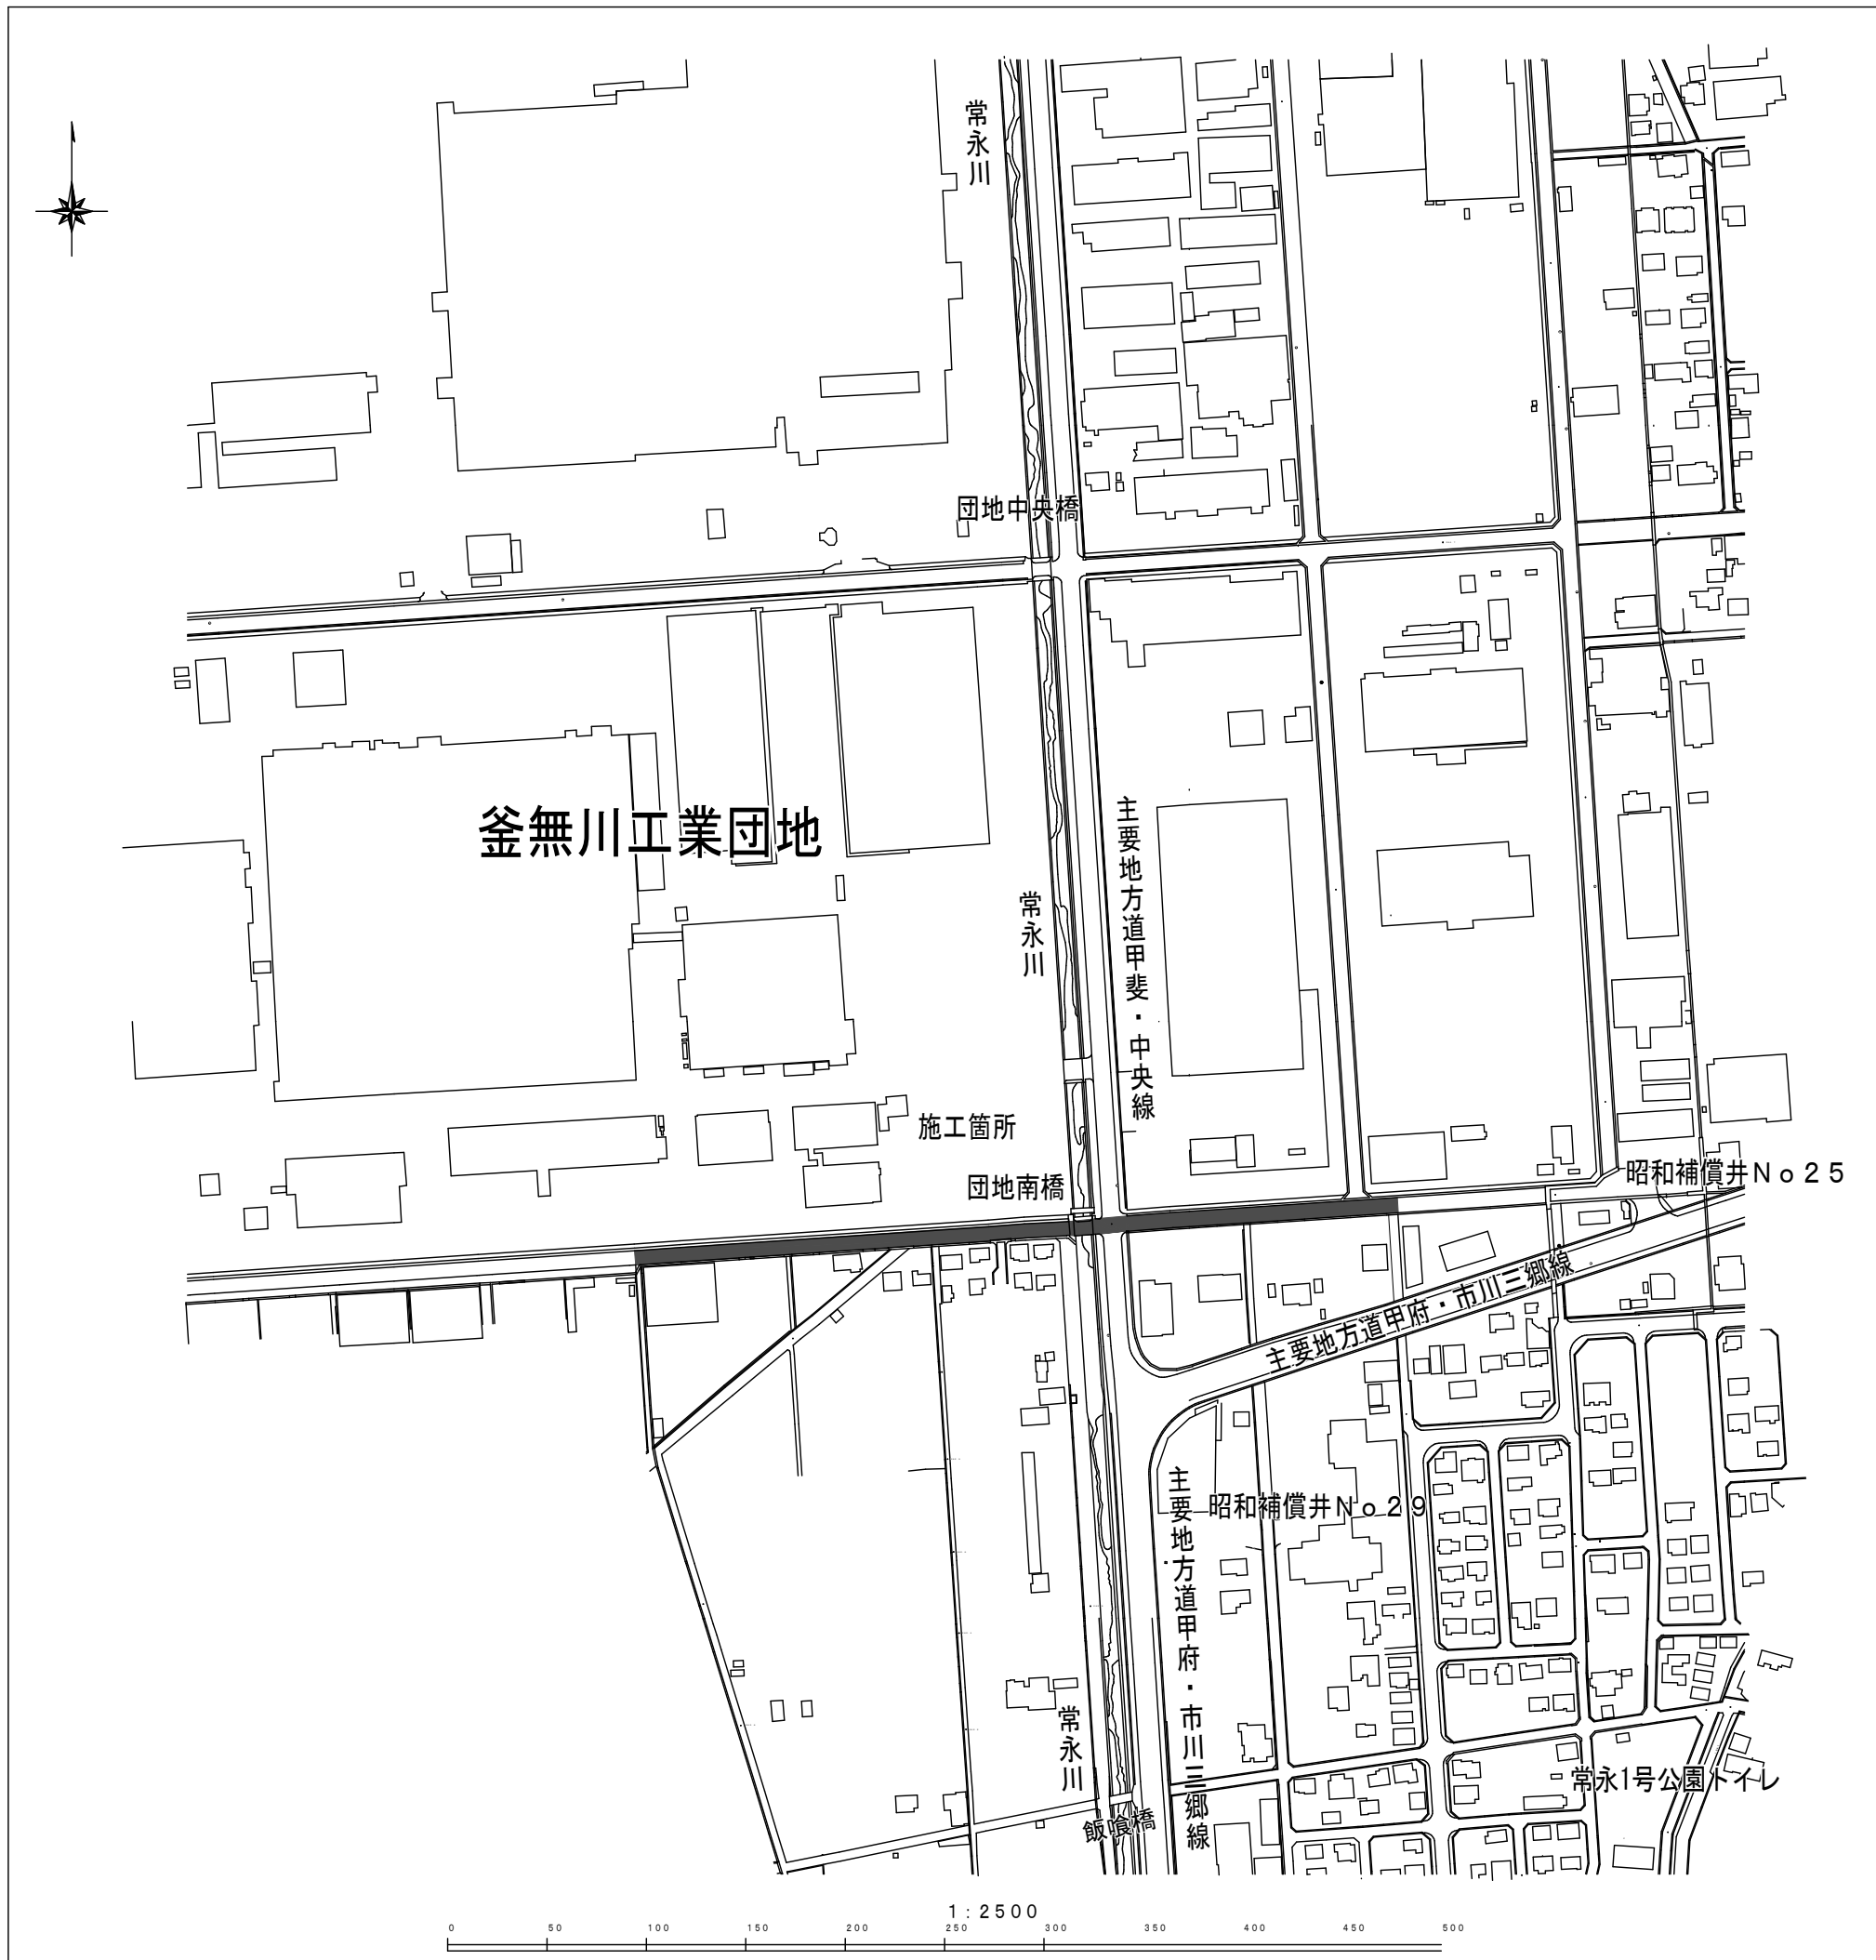 常永川
団地中央橋
釜無川工業団地
主要地方道甲斐・中央線
常永川
施工箇所
団地南橋
昭和補償井Ｎｏ２５
主要地方道甲府・市川三郷線
主要地方道甲府・市川三郷線
昭和補償井Ｎｏ２９
常永川
常永1号公園トイレ
飯喰橋
1:2500
0 50 100 150 200 250 300 350 400 450 500